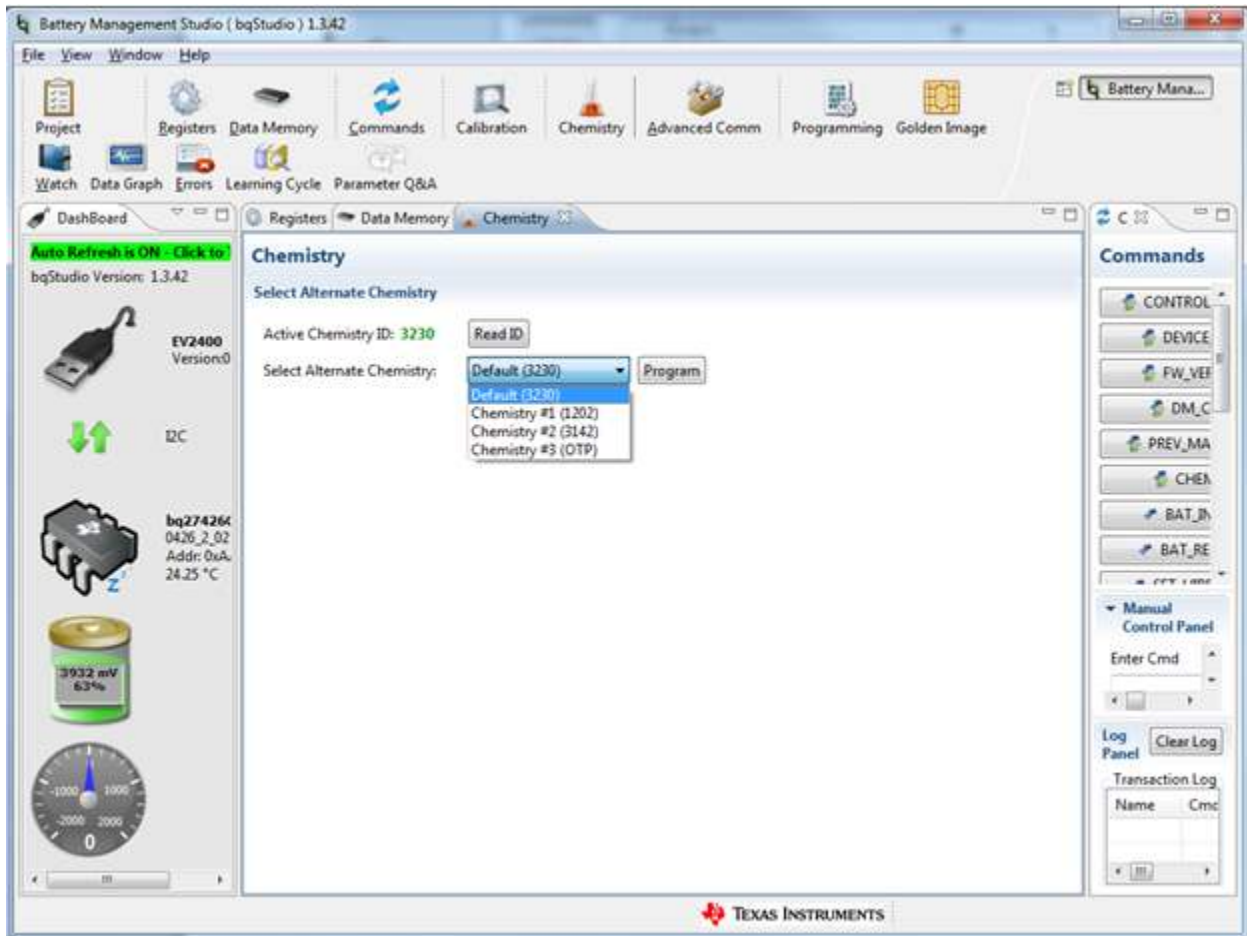 Battery Management Studio ( bqStudio ) 1.3.42
File View Window Help
Project Registers Data Memory Commands Calibration Chemistry Advanced Comm Programming Golden Image
Battery Mana...
Watch Data Graph Errors Learning Cycle Parameter Q&A
DashBoard
Registers Data Memory Chemistry
C
Auto Refresh is ON - Click to
bqStudio Version: 1.3.42
EV2400
Version:0
I2C
bq27426
0426_2_02
Addr: 0xA
24.25 °C
z
3932 mV
63%
-1000 1000
-2000 2000
0
Chemistry
Select Alternate Chemistry
Active Chemistry ID: 3230 Read ID
Select Alternate Chemistry: Default (3230) Program
Default (3230)
Chemistry #1 (1202)
Chemistry #2 (3142)
Chemistry #3 (OTP)
Commands
CONTROL
DEVICE
FW_VER
DM_C
PREV_MA
CHEM
BAT_IN
BAT_RE
Manual
Control Panel
Enter Cmd
Log
Panel
Clear Log
Transaction Log
Name Cmd
TEXAS INSTRUMENTS